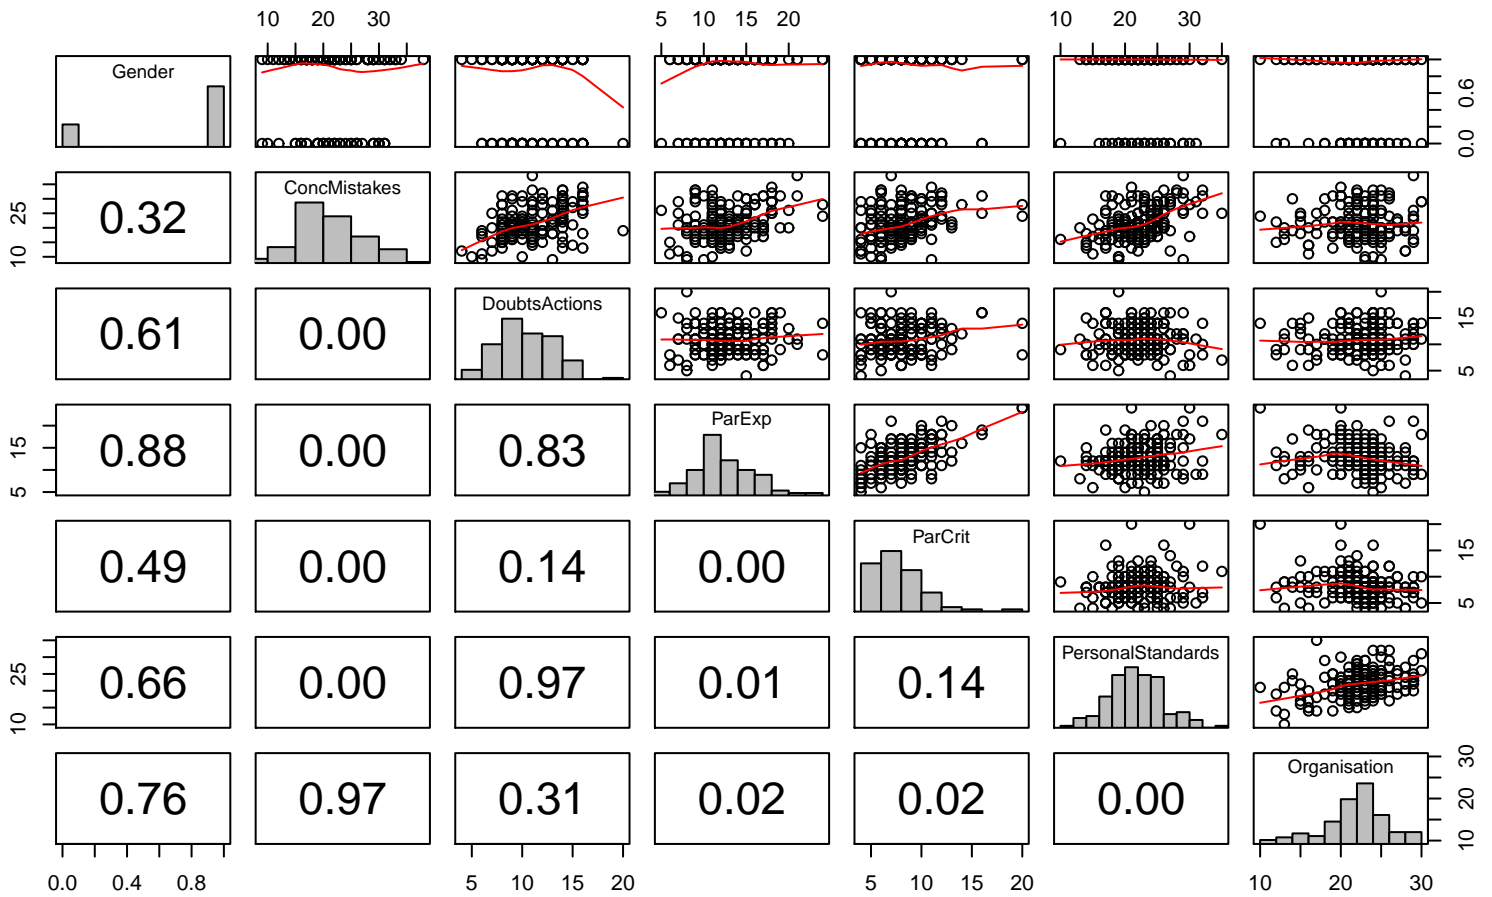 10 20 30 5 10 15 20 10 20 30
Gender
0.0 0.6
10 25
0.32 ConcMistakes
0.61 0.00 DoubtsActions
5 15
5 15
0.88 0.00 0.83 ParExp
0.49 0.00 0.14 0.00 ParCrit
5 15
10 25
0.66 0.00 0.97 0.01 0.14 PersonalStandards
0.76 0.97 0.31 0.02 0.02 0.00 Organisation
10 20 30
0.0 0.4 0.8 5 10 15 20 5 10 15 20 10 20 30